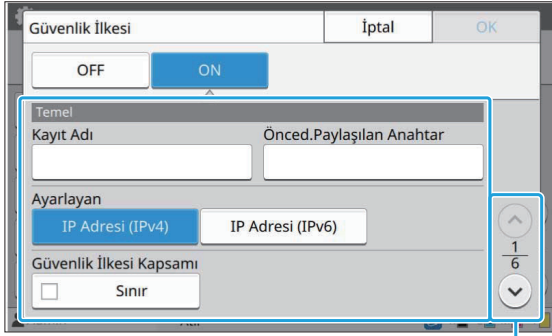 Güvenlik İlkesi İptal OK
OFF ON
Temel
Kayıt Adı Önced.Paylaşılan Anahtar
Ayarlayan
IP Adresi (IPv4) IP Adresi (IPv6)
1
6
Güvenlik İlkesi Kapsamı
Sınır